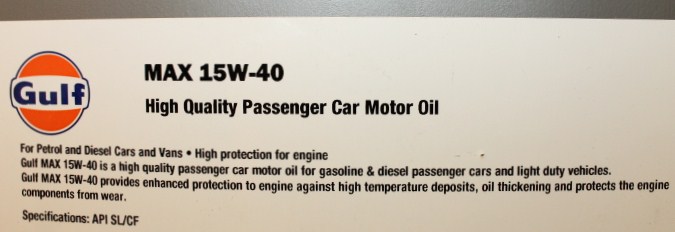 Gulf
MAX 15W-40
High Quality Passenger Car Motor Oil
For Petrol and Diesel Cars and Vans • High protection for engine
Gulf MAX 15W-40 is a high quality passenger car motor oil for gasoline & diesel passenger cars and light duty vehicles.
Gulf MAX 15W-40 provides enhanced protection to engine against high temperature deposits, oil thickening and protects the engine
components from wear.
Specifications: API SL/CF